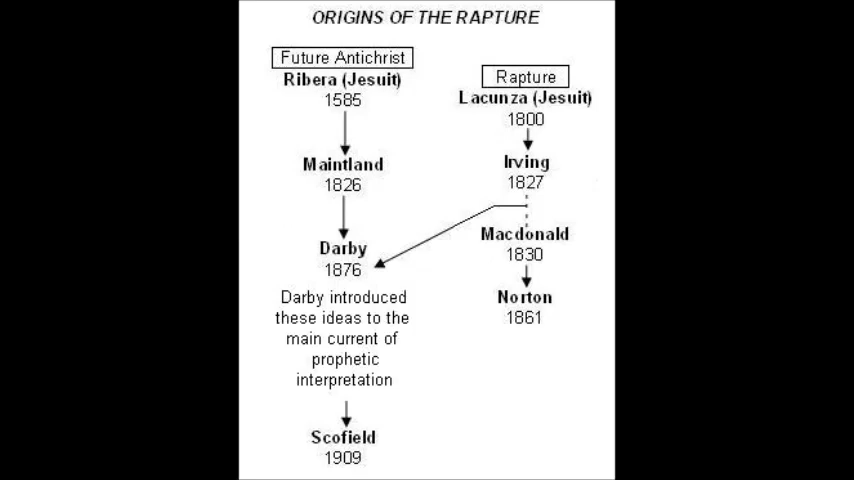 ORIGINS OF THE RAPTURE
Future Antichrist
Ribera (Jesuit)
1585
Maintland
1826
Darby
1876
Darby introduced
these ideas to the
main current of
prophetic
interpretation
Scofield
1909
Rapture
Lacunza (Jesuit)
1800
Irving
1827
Macdonald
1830
Norton
1861